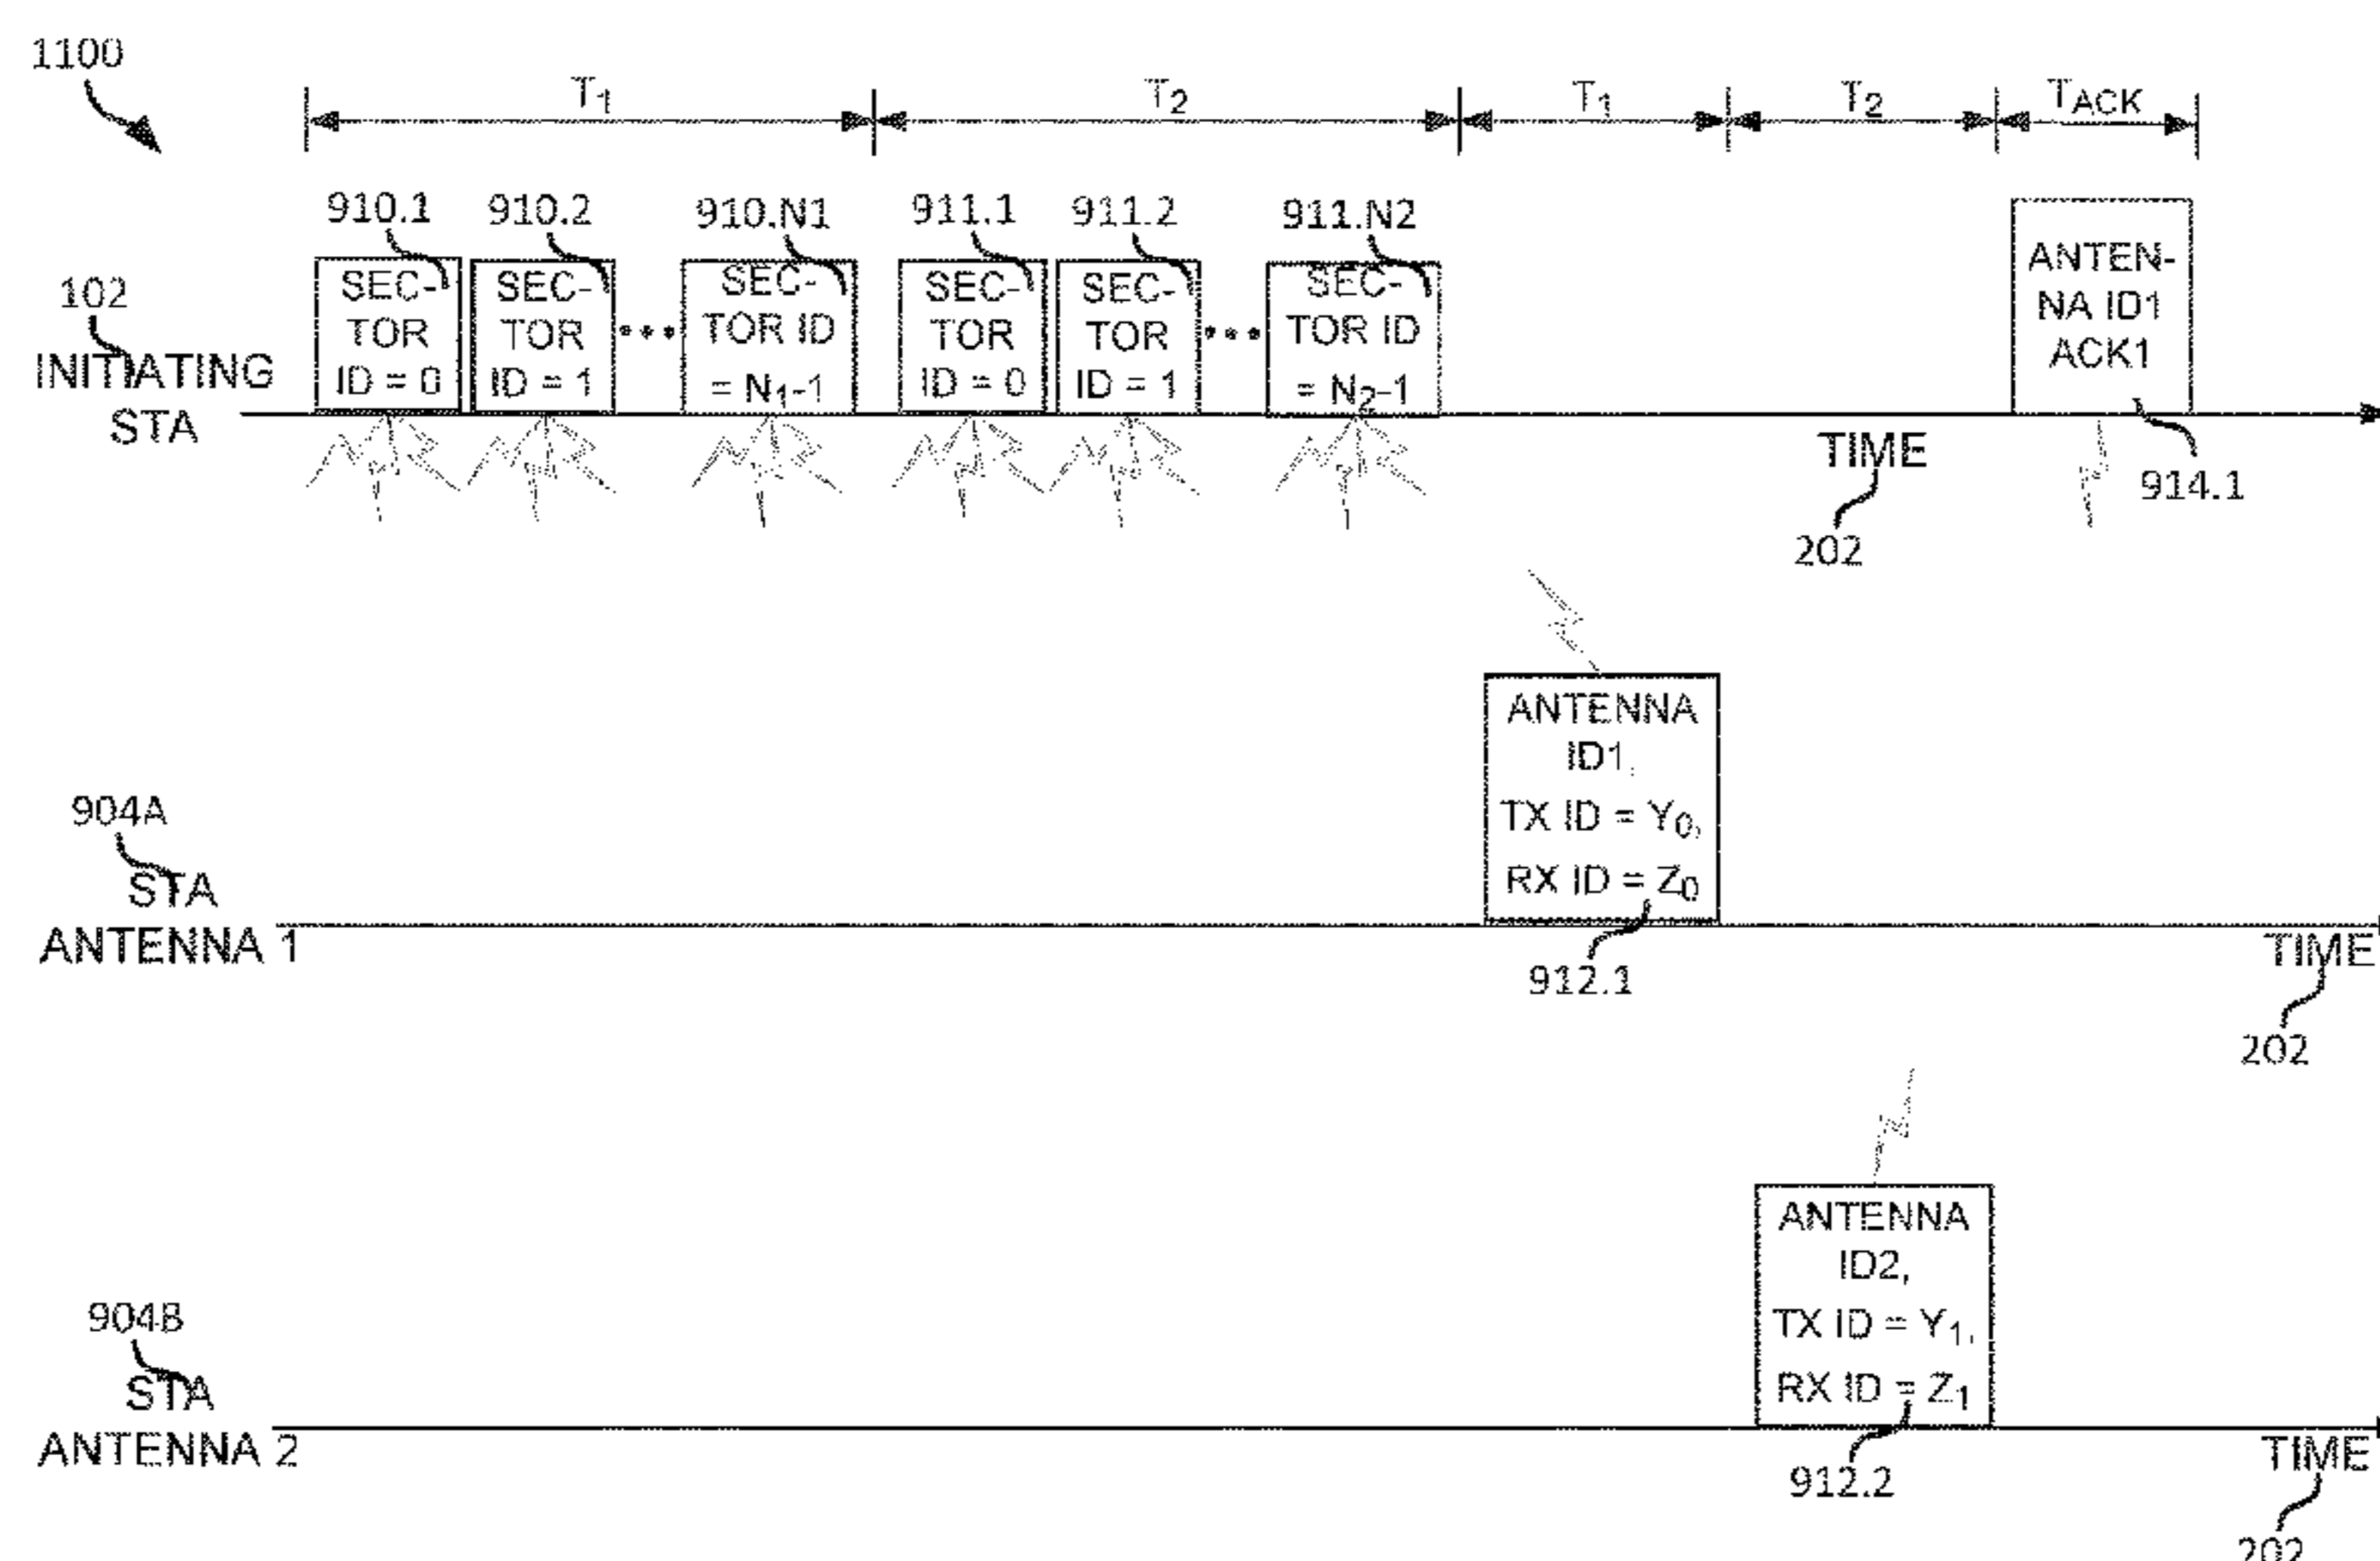 1100
T1 T2 T1 T2 TACK
910.1 910.2 910.N1 911.1 911.2 911.N2
102
INITIATING
STA
SEC-
TOR
ID = 0
SEC-
TOR
ID = 1
•••
SEC-
TOR ID
= N1-1
SEC-
TOR
ID = 0
SEC-
TOR
ID = 1
•••
SEC-
TOR ID
= N2-1
ANTEN-
NA ID1
ACK1
TIME
202
914.1
904A
STA
ANTENNA 1
ANTENNA
ID1,
TX ID = Y0,
RX ID = Z0
912.1
TIME
202
904B
STA
ANTENNA 2
ANTENNA
ID2,
TX ID = Y1,
RX ID = Z1
912.2
TIME
202